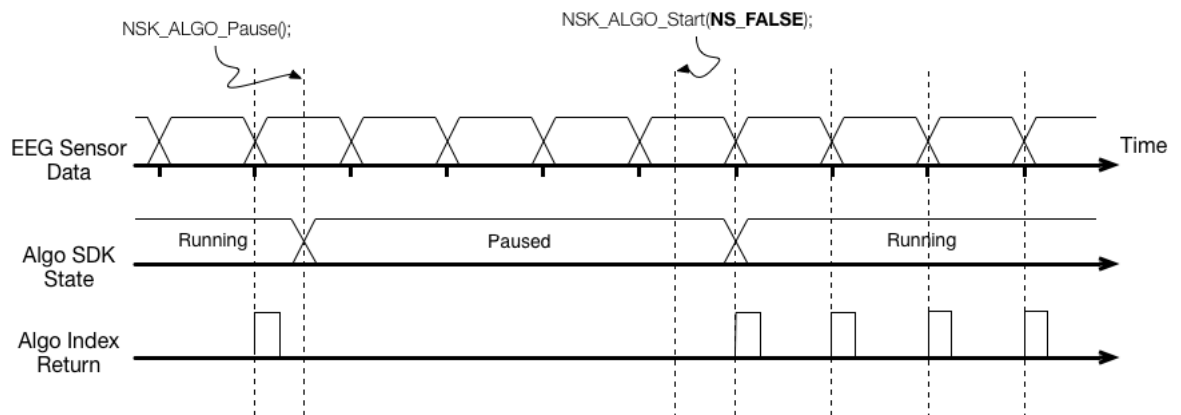 NSK_ALGO_Pause();
NSK_ALGO_Start(NS_FALSE);
EEG Sensor
Data
Time
Algo SDK
State
Running
Paused
Running
Algo Index
Return